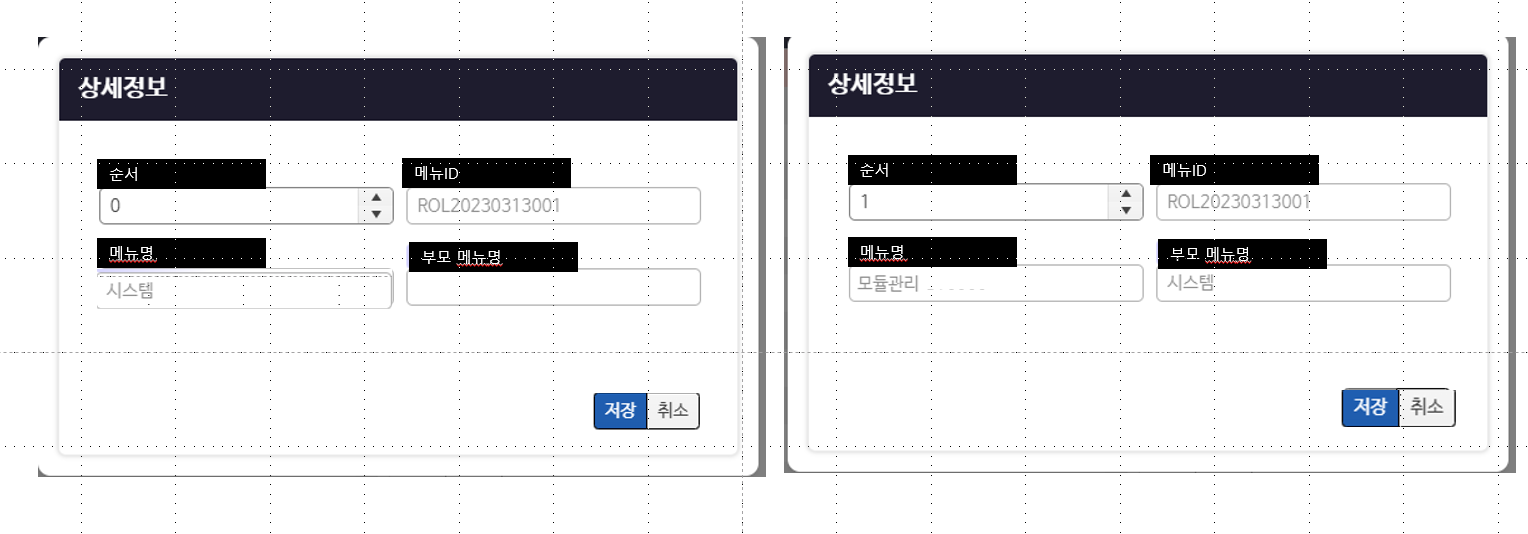 상세정보
순서 메뉴ID
0 ROL20230313001
메뉴명 부모 메뉴명
시스템
저장 취소
상세정보
순서 메뉴ID
1 ROL20230313001
메뉴명 부모 메뉴명
모듈관리 시스템
저장 취소